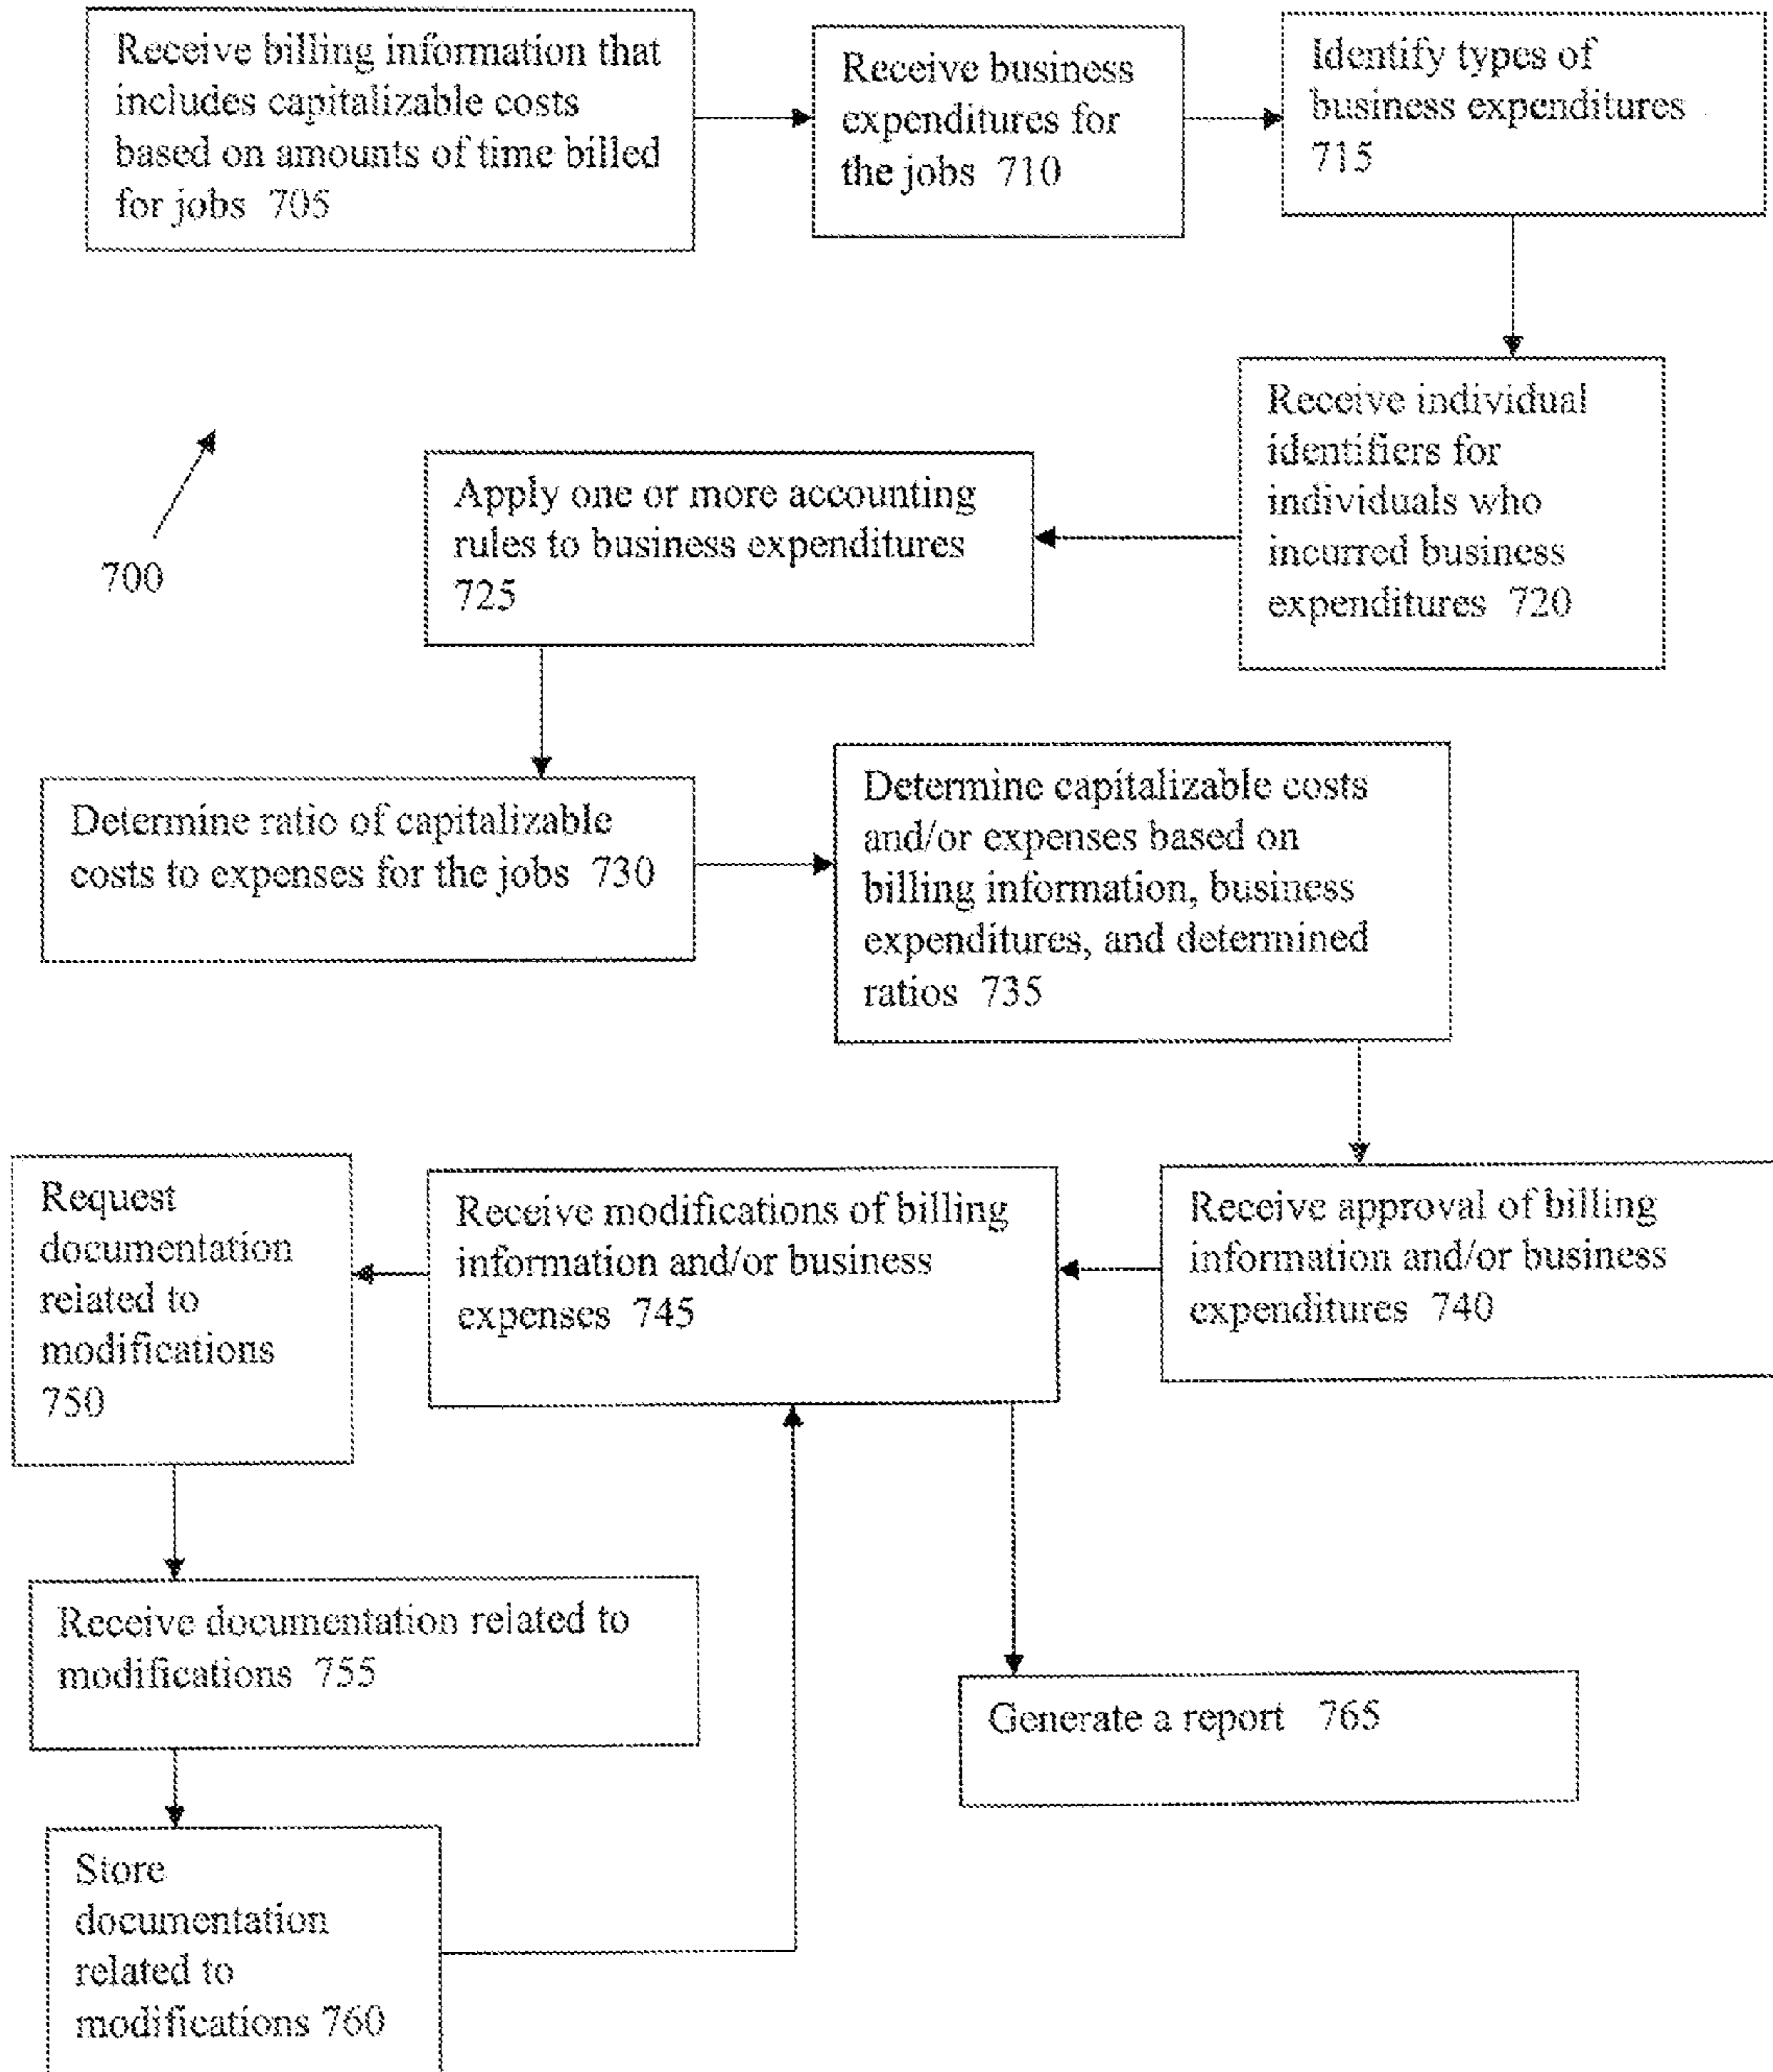 Receive billing information that
includes capitalizable costs
based on amounts of time billed
for jobs 705
Receive business
expenditures for
the jobs 710
Identify types of
business expenditures
715
Receive individual
identifiers for
individuals who
incurred business
expenditures 720
Apply one or more accounting
rules to business expenditures
725
700
Determine ratio of capitalizable
costs to expenses for the jobs 730
Determine capitalizable costs
and/or expenses based on
billing information, business
expenditures, and determined
ratios 735
Receive approval of billing
information and/or business
expenditures 740
Receive modifications of billing
information and/or business
expenses 745
Request
documentation
related to
modifications
750
Receive documentation related to
modifications 755
Store
documentation
related to
modifications 760
Generate a report 765